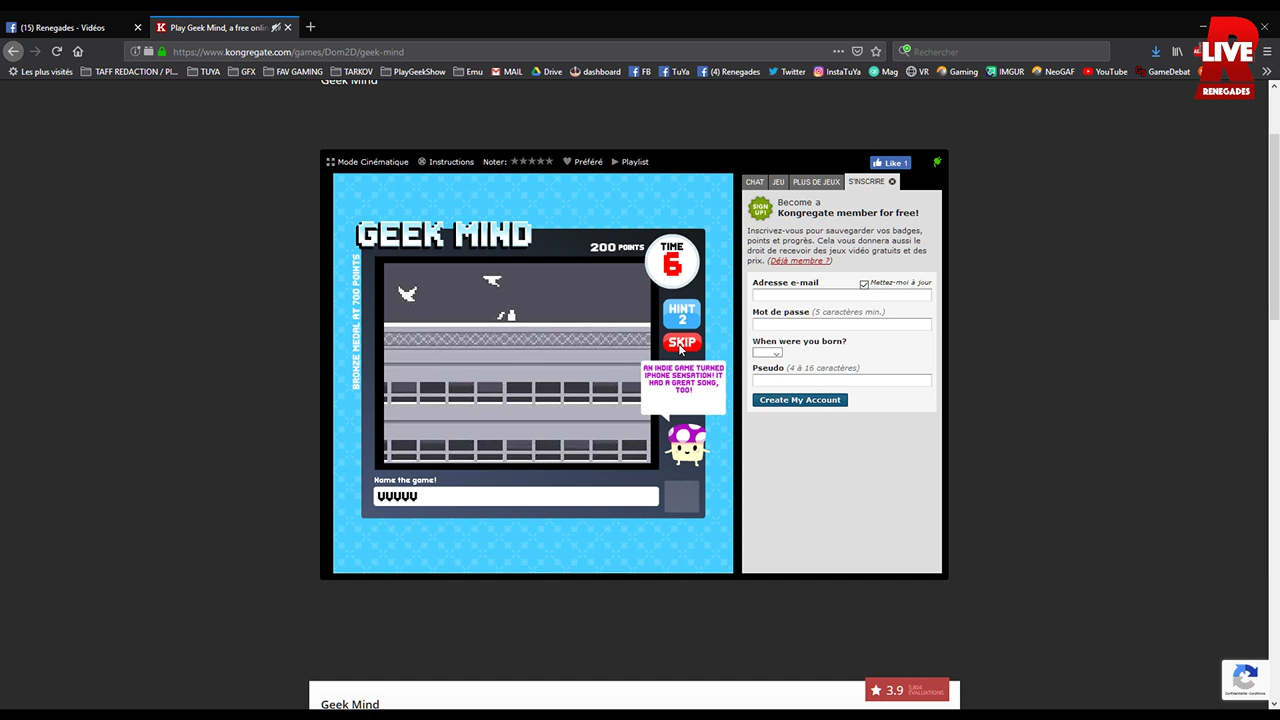 (15) Renegades - Vidéos
Play Geek Mind, a free onlin
https://www.kongregate.com/games/Dom2D/geek-mind
Rechercher
Les plus visités
TAFF REDACTION / PL...
TUYA
GFX
FAV GAMING
TARKOV
PlayGeekShow
Emu
MAIL
Drive
dashboard
FB
TuYa
(4) Renegades
Twitter
InstaTuYa
Mag
VR
Gaming
IMGUR
NeoGAF
YouTube
GameDebat
LIVE
RENEGADES
Geek Mind
Mode Cinématique
Instructions
Noter:
Préféré
Playlist
Like 1
CHAT
JEU
PLUS DE JEUX
S'INSCRIRE
GEEK MIND
200 POINTS
TIME
6
BRONZE MEDAL AT 700 POINTS
HINT
2
SKIP
AN INDIE GAME TURNED
IPHONE SENSATION! IT
HAD A GREAT SONG,
TOO!
Name the game!
VVVVV
SIGN UP!
Become a
Kongregate member for free!
Inscrivez-vous pour sauvegarder vos badges,
points et progrès. Cela vous donnera aussi le
droit de recevoir des jeux vidéo gratuits et des
prix. (Déjà membre ?)
Adresse e-mail
Mettez-moi à jour
Mot de passe (5 caractères min.)
When were you born?
Pseudo (4 à 16 caractères)
Create My Account
Geek Mind
3.9
ÉVALUATIONS